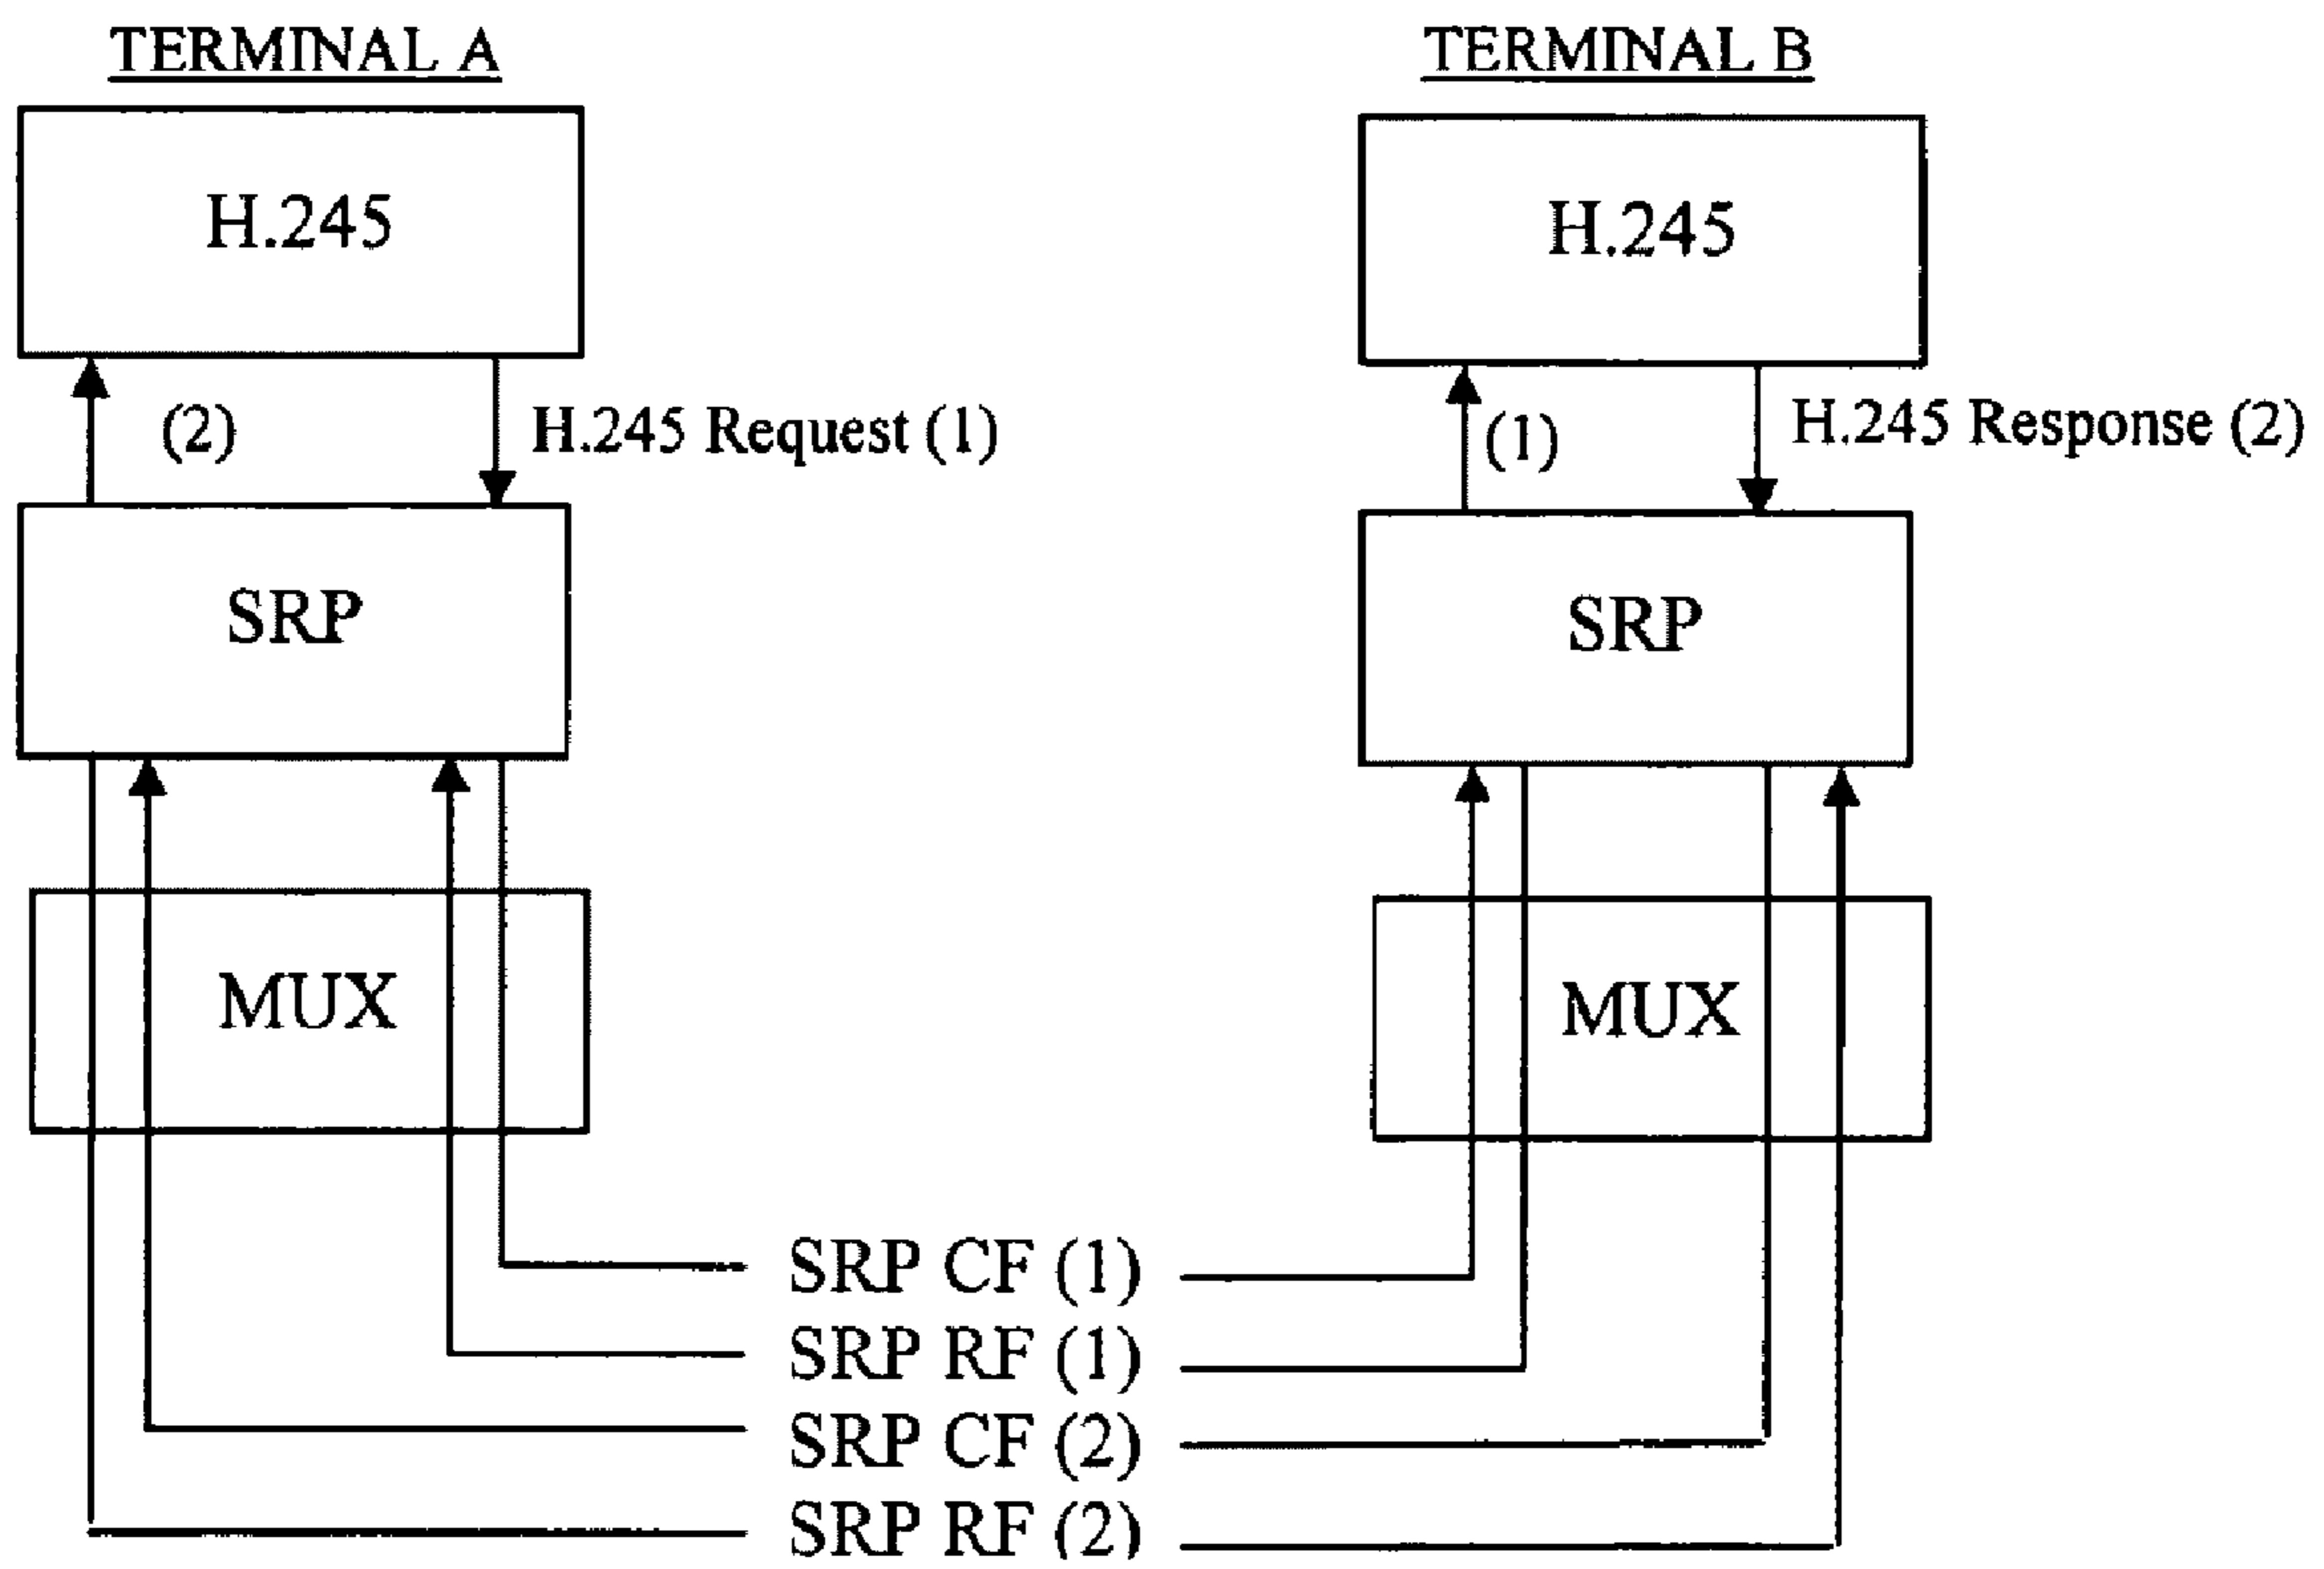 TERMINAL A
TERMINAL B
H.245
H.245
(2)
H.245 Request (1)
(1)
H.245 Response (2)
SRP
SRP
MUX
MUX
SRP CF (1)
SRP RF (1)
SRP CF (2)
SRP RF (2)